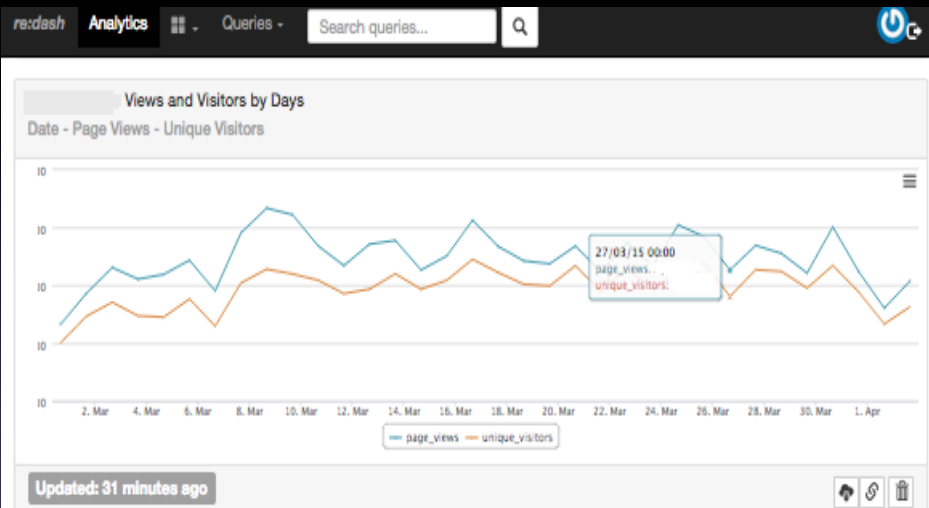 re:dash Analytics Queries Search queries...
Views and Visitors by Days
Date - Page Views - Unique Visitors
27/03/15 00:00
page_views:
unique_visitors:
2. Mar 4. Mar 6. Mar 8. Mar 10. Mar 12. Mar 14. Mar 16. Mar 18. Mar 20. Mar 22. Mar 24. Mar 26. Mar 28. Mar 30. Mar 1. Apr
page_views unique_visitors
Updated: 31 minutes ago